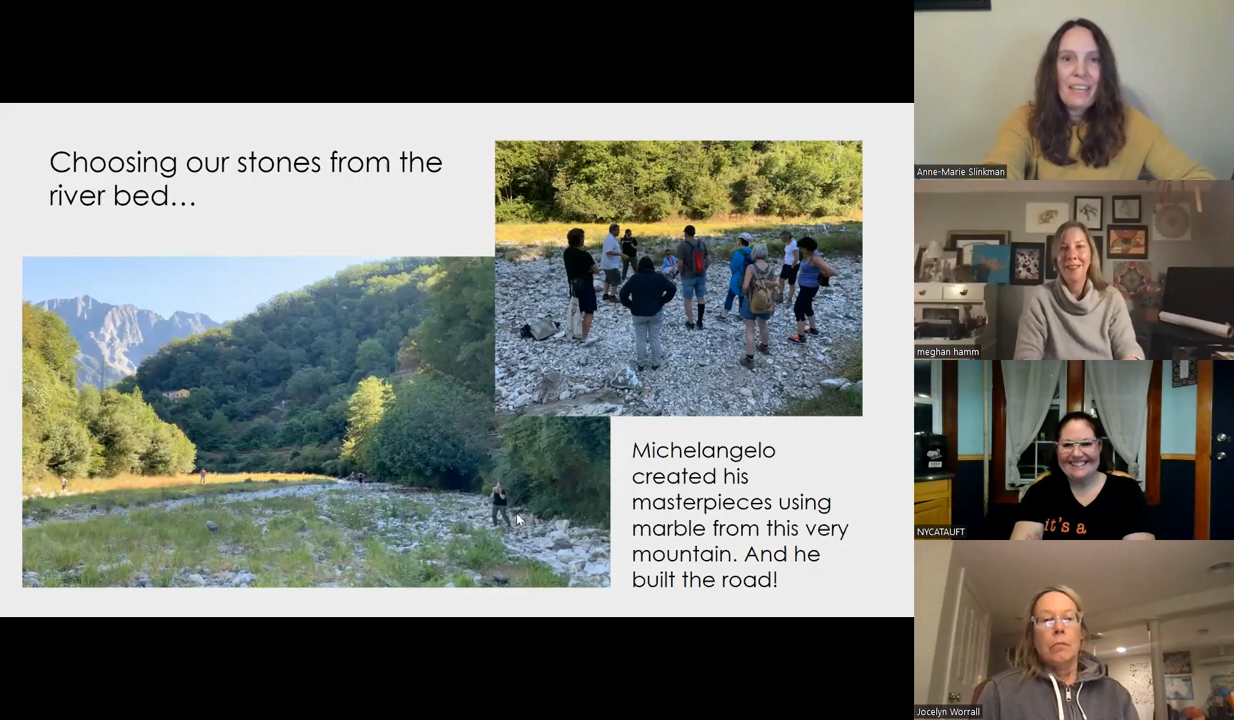 Choosing our stones from the
river bed...
Michelangelo
created his
masterpieces using
marble from this very
mountain. And he
built the road!
Anne-Marie Slinkman
meghan hamm
it's a
NYCATAUFT
Jocelyn Worrall